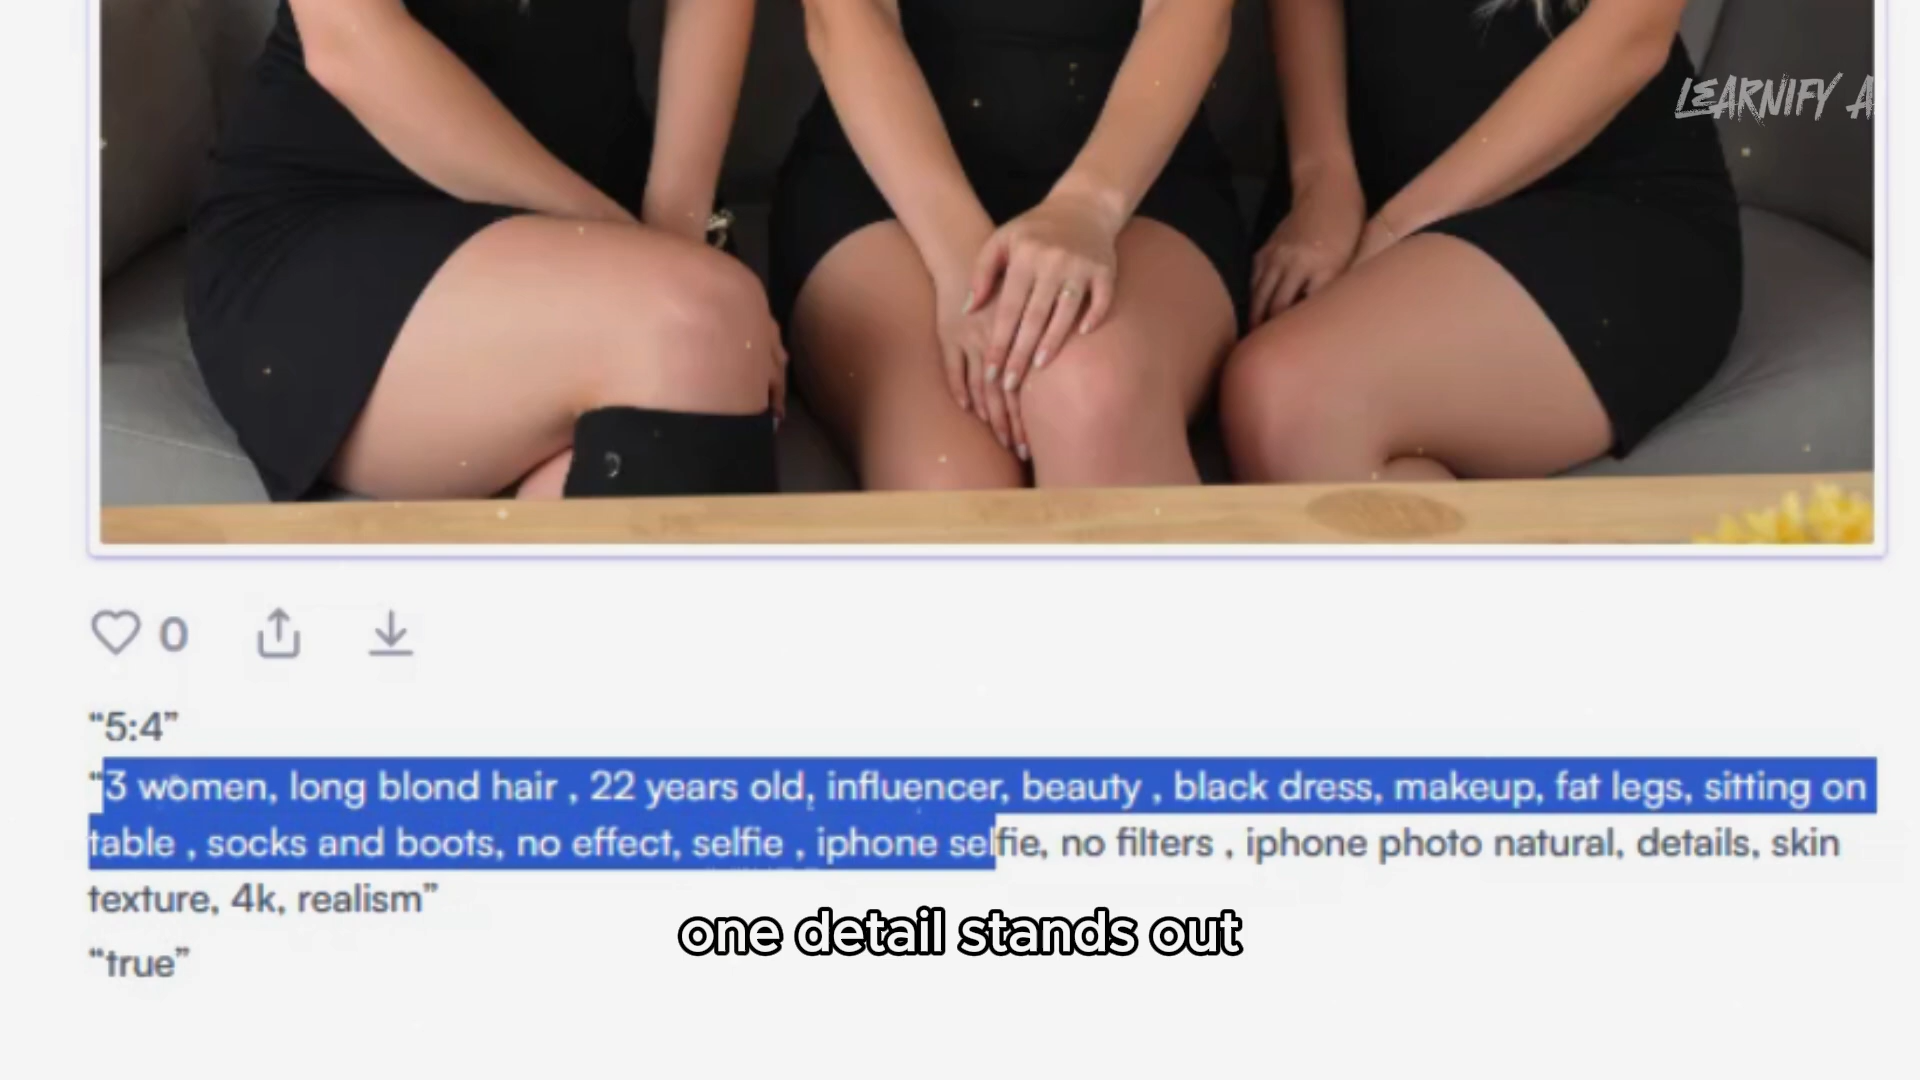 LEARNIFY A
0
“5:4”
“3 women, long blond hair , 22 years old, influencer, beauty , black dress, makeup, fat legs, sitting on
table , socks and boots, no effect, selfie , iphone selfie, no filters , iphone photo natural, details, skin
texture, 4k, realism”
one detail stands out
“true”